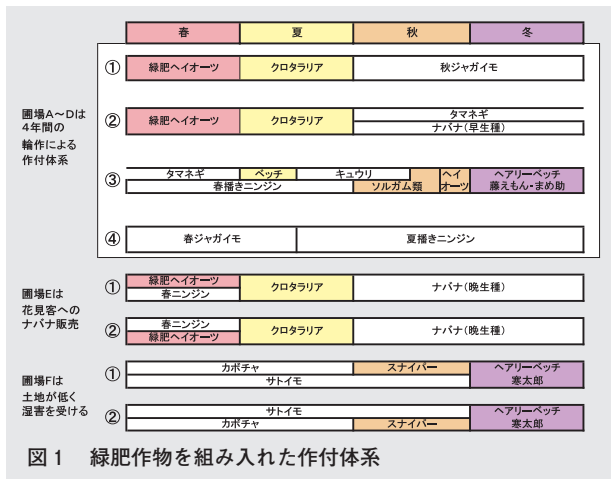 春 夏 秋 冬
圃場A～Dは
4年間の
輪作による
作付体系
① 緑肥ヘイオーツ クロタラリア 秋ジャガイモ
② 緑肥ヘイオーツ クロタラリア タマネギ
ナバナ(早生種)
③ タマネギ ベッチ キュウリ ヘイ ヘアリーベッチ
春播きニンジン ソルガム類 オーツ 藤えもん・まめ助
④ 春ジャガイモ 夏播きニンジン
圃場Eは
花見客への
ナバナ販売
① 緑肥ヘイオーツ クロタラリア ナバナ(晩生種)
春ニンジン
② 春ニンジン クロタラリア ナバナ(晩生種)
緑肥ヘイオーツ
圃場Fは
土地が低く
湿害を受ける
① カボチャ スナイパー ヘアリーベッチ
サトイモ 寒太郎
② サトイモ ヘアリーベッチ
カボチャ スナイパー 寒太郎
図1 緑肥作物を組み入れた作付体系